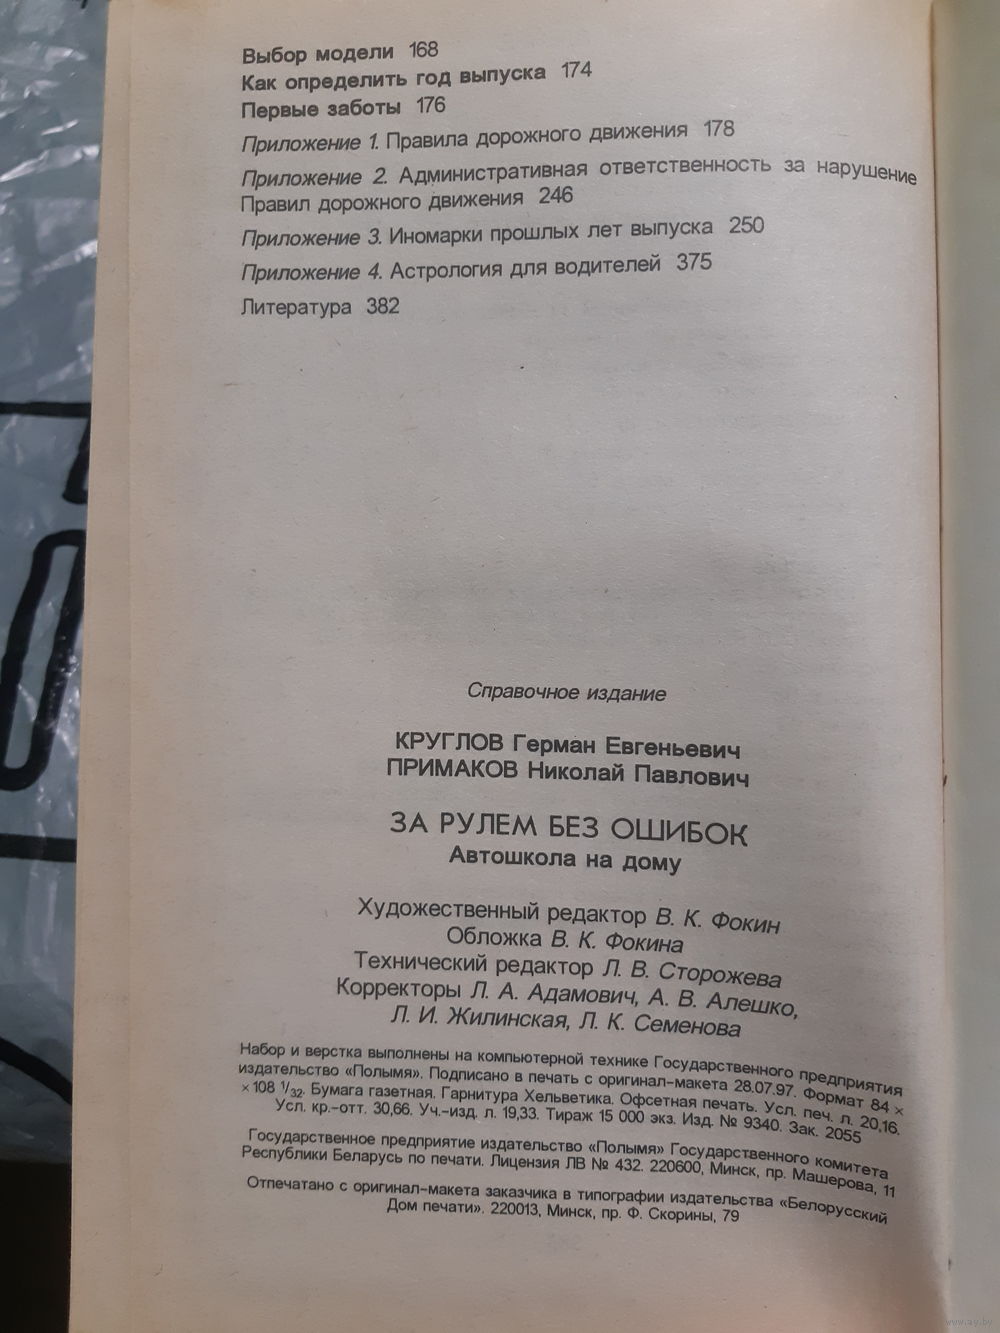 Выбор модели 168
Как определить год выпуска 174
Первые заботы 176
Приложение 1. Правила дорожного движения 178
Приложение 2. Административная ответственность за нарушение
Правил дорожного движения 246
Приложение 3. Иномарки прошлых лет выпуска 250
Приложение 4. Астрология для водителей 375
Литература 382
Справочное издание
КРУГЛОВ Герман Евгеньевич
ПРИМАКОВ Николай Павлович
ЗА РУЛЕМ БЕЗ ОШИБОК
Автошкола на дому
Художественный редактор В. К. Фокин
Обложка В. К. Фокина
Технический редактор Л. В. Сторожева
Корректоры Л. А. Адамович, А. В. Алешко,
Л. И. Жилинская, Л. К. Семенова
Набор и верстка выполнены на компьютерной технике Государственного предприятия
издательство «Полымя». Подписано в печать с оригинал-макета 28.07.97. Формат 84 ×
× 108 1/32. Бумага газетная. Гарнитура Хельветика. Офсетная печать. Усл. печ. л. 20,16.
Усл. кр.-отт. 30,66. Уч.-изд. л. 19,33. Тираж 15 000 экз. Изд. № 9340. Зак. 2055
Государственное предприятие издательство «Полымя» Государственного комитета
Республики Беларусь по печати. Лицензия ЛВ № 432. 220600, Минск, пр. Машерова, 11
Отпечатано с оригинал-макета заказчика в типографии издательства «Белорусский
Дом печати». 220013, Минск, пр. Ф. Скорины, 79
www.ay.by